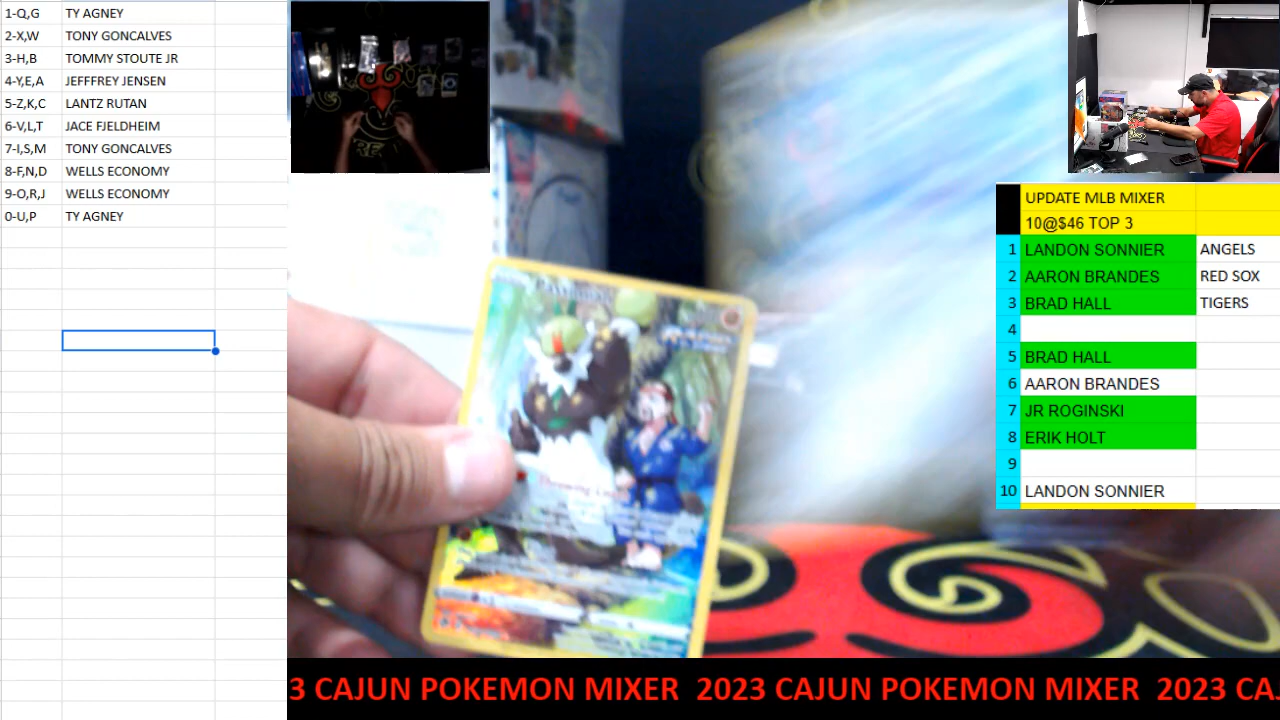 1-Q,G TY AGNEY
2-X,W TONY GONCALVES
3-H,B TOMMY STOUTE JR
4-Y,E,A JEFFFREY JENSEN
5-Z,K,C LANTZ RUTAN
6-V,L,T JACE FJELDHEIM
7-I,S,M TONY GONCALVES
8-F,N,D WELLS ECONOMY
9-O,R,J WELLS ECONOMY
0-U,P TY AGNEY
UPDATE MLB MIXER
10@$46 TOP 3
1 LANDON SONNIER ANGELS
2 AARON BRANDES RED SOX
3 BRAD HALL TIGERS
4
5 BRAD HALL
6 AARON BRANDES
7 JR ROGINSKI
8 ERIK HOLT
9
10 LANDON SONNIER
3 CAJUN POKEMON MIXER 2023 CAJUN POKEMON MIXER 2023 CAJ